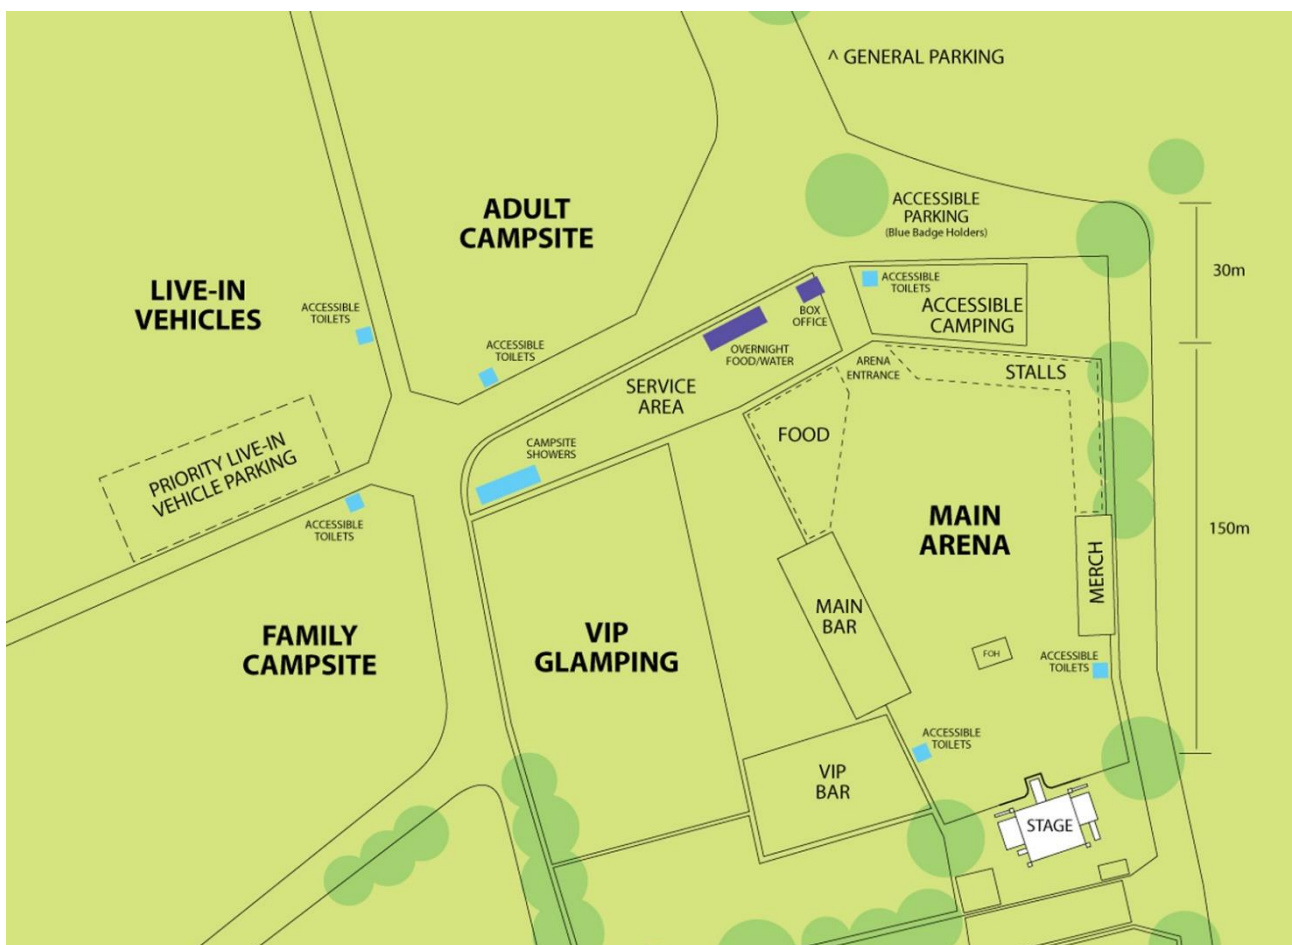 ^ GENERAL PARKING
ACCESSIBLE
PARKING
(Blue Badge Holders)
ADULT
CAMPSITE
30m
LIVE-IN
VEHICLES
ACCESSIBLE
TOILETS
ACCESSIBLE
TOILETS
ACCESSIBLE
CAMPING
BOX
OFFICE
ACCESSIBLE
TOILETS
OVERNIGHT
FOOD/WATER
ARENA
ENTRANCE
STALLS
SERVICE
AREA
FOOD
CAMPSITE
SHOWERS
PRIORITY LIVE-IN
VEHICLE PARKING
ACCESSIBLE
TOILETS
MAIN
ARENA
150m
MERCH
MAIN
BAR
FAMILY
CAMPSITE
VIP
GLAMPING
FOH
ACCESSIBLE
TOILETS
ACCESSIBLE
TOILETS
VIP
BAR
STAGE